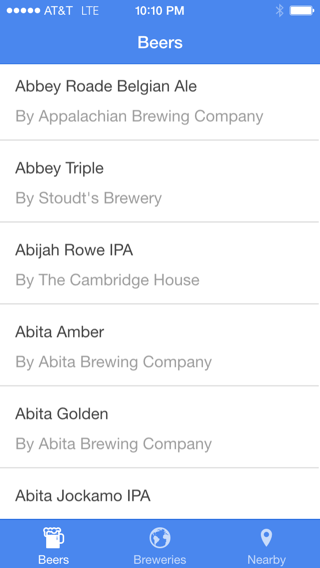 AT&T LTE 10:10 PM
Beers
Abbey Roade Belgian Ale
By Appalachian Brewing Company
Abbey Triple
By Stoudt's Brewery
Abijah Rowe IPA
By The Cambridge House
Abita Amber
By Abita Brewing Company
Abita Golden
By Abita Brewing Company
Abita Jockamo IPA
Beers Breweries Nearby